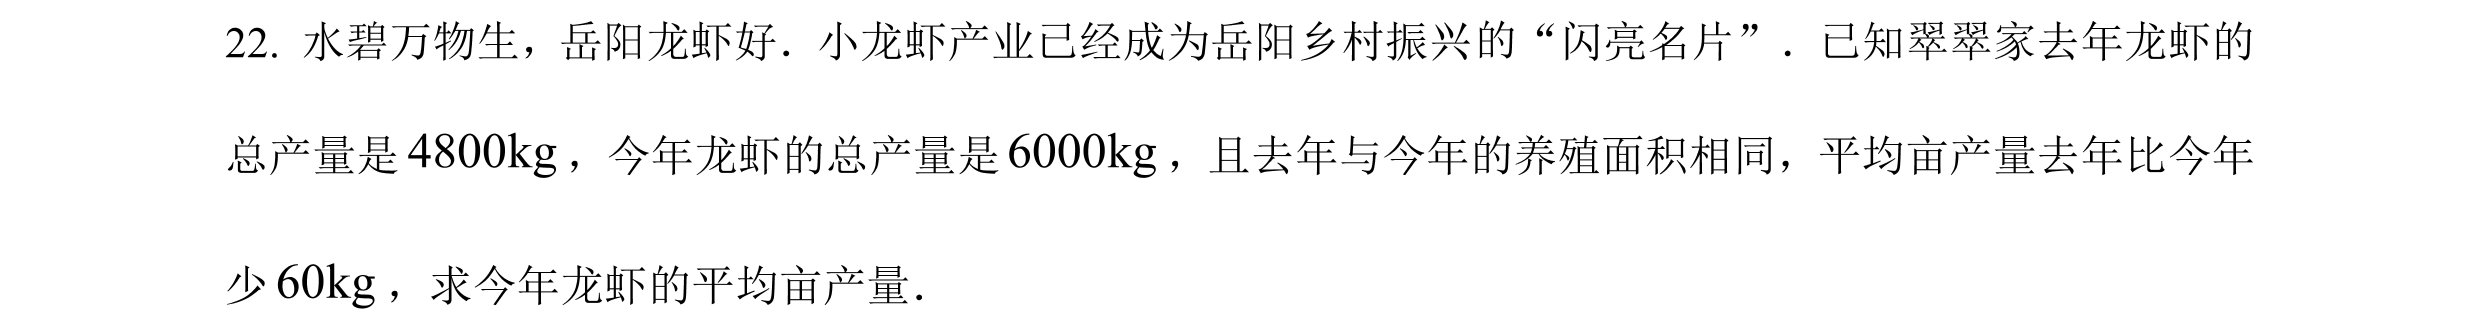 22. 水碧万物生，岳阳龙虾好．小龙虾产业已经成为岳阳乡村振兴的“闪亮名片”．已知翠翠家去年龙虾的
总产量是4800kg，今年龙虾的总产量是6000kg，且去年与今年的养殖面积相同，平均亩产量去年比今年
少60kg，求今年龙虾的平均亩产量．